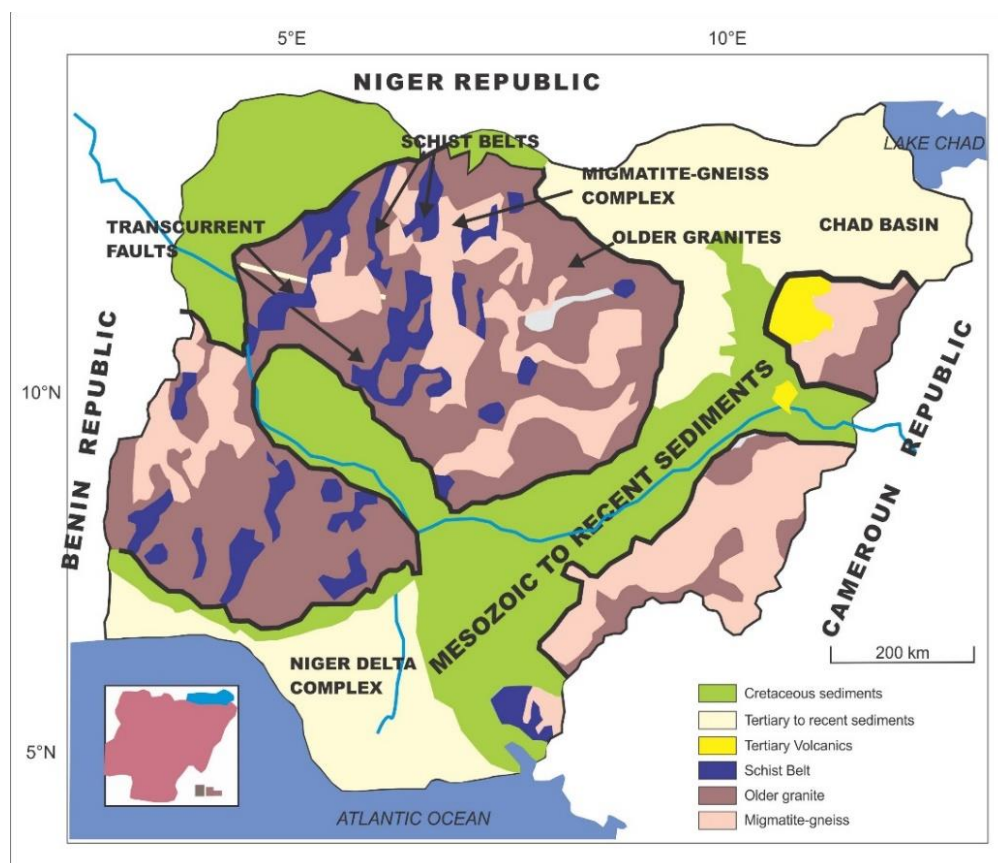 5°E
10°E
NIGER REPUBLIC
LAKE CHAD
SCHIST BELTS
MIGMATITE-GNEISS
COMPLEX
TRANSCURRENT
FAULTS
OLDER GRANITES
CHAD BASIN
10°N
BENIN REPUBLIC
MESOZOIC TO RECENT SEDIMENTS
CAMEROUN REPUBLIC
NIGER DELTA
COMPLEX
200 km
5°N
ATLANTIC OCEAN
Cretaceous sediments
Tertiary to recent sediments
Tertiary Volcanics
Schist Belt
Older granite
Migmatite-gneiss